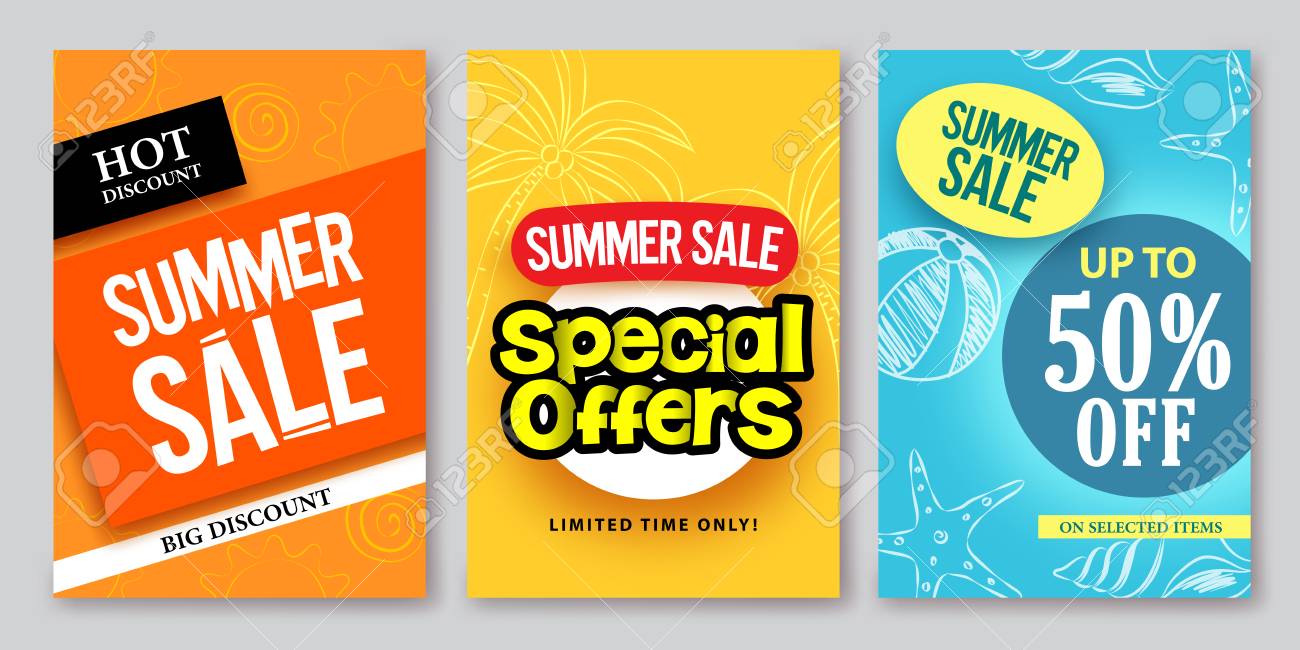 HOT
DISCOUNT
SUMMER
SALE
BIG DISCOUNT
SUMMER SALE
Special
Offers
LIMITED TIME ONLY!
SUMMER
SALE
UP TO
50%
OFF
ON SELECTED ITEMS
123RF